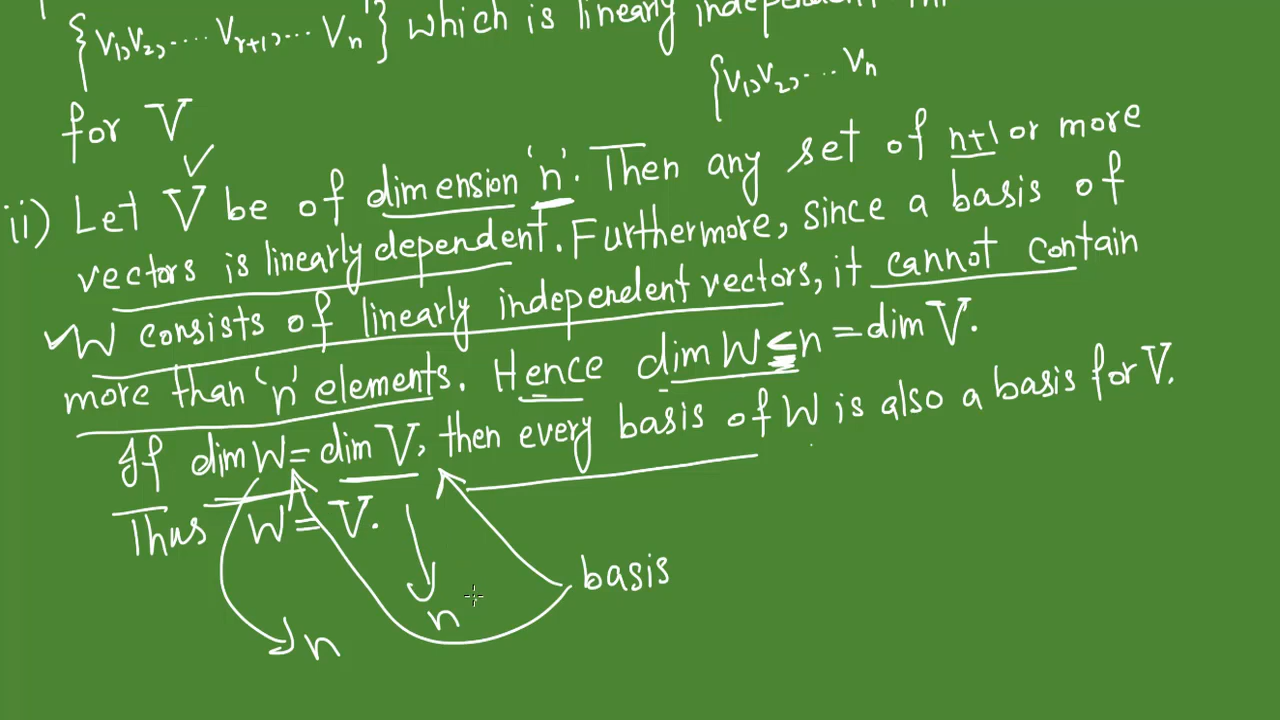 {v1, v2, .... vr+1, ... vn} which is linearly independent
{v1, v2, ... vn
for V
ii) Let V be of dimension 'n'. Then any set of n+1 or more
vectors is linearly dependent. Furthermore, since a basis of
W consists of linearly independent vectors, it cannot contain
more than 'n' elements. Hence dim W ≤ n = dim V.
If dim W = dim V, then every basis of W is also a basis for V.
Thus W = V.
basis
n
n